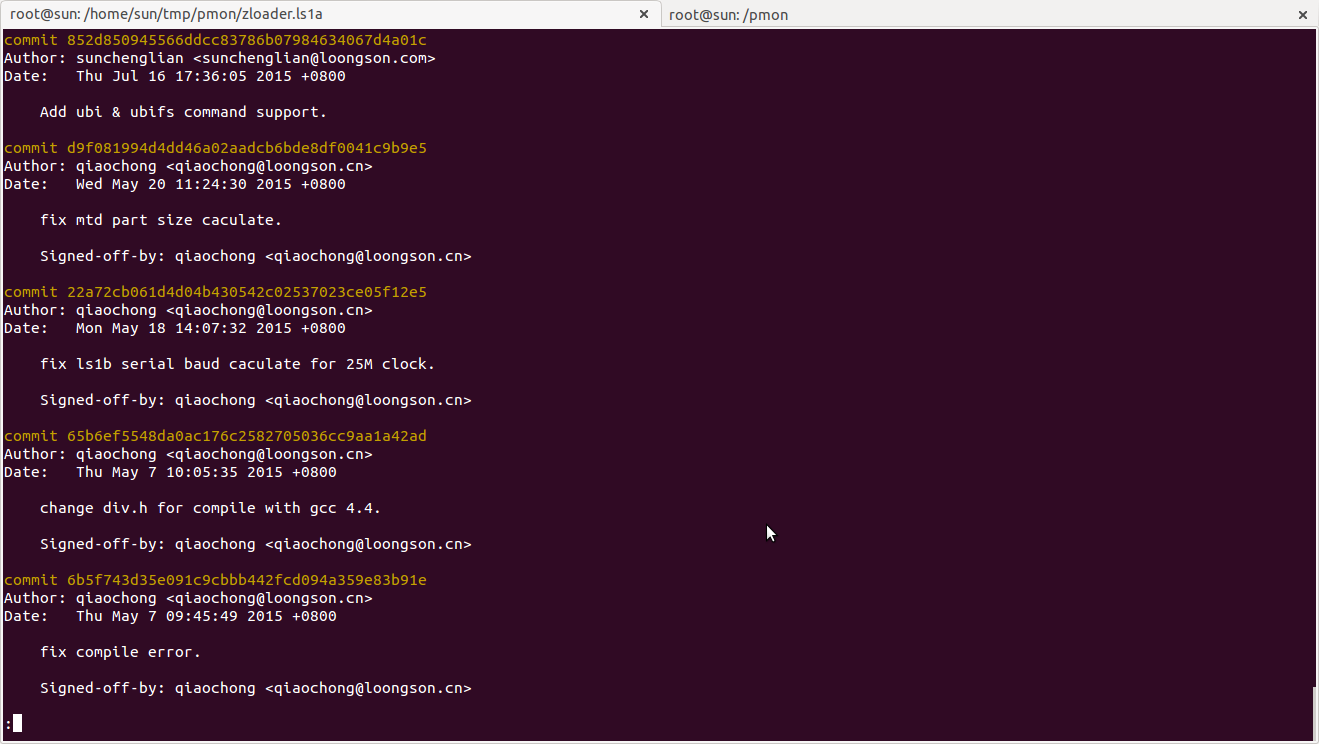 root@sun: /home/sun/tmp/pmon/zloader.ls1a × root@sun: /pmon ×
commit 852d850945566ddcc83786b07984634067d4a01c
Author: sunchenglian <sunchenglian@loongson.com>
Date:   Thu Jul 16 17:36:05 2015 +0800
    Add ubi & ubifs command support.
commit d9f081994d4dd46a02aadcb6bde8df0041c9b9e5
Author: qiaochong <qiaochong@loongson.cn>
Date:   Wed May 20 11:24:30 2015 +0800
    fix mtd part size caculate.
    Signed-off-by: qiaochong <qiaochong@loongson.cn>
commit 22a72cb061d4d04b430542c02537023ce05f12e5
Author: qiaochong <qiaochong@loongson.cn>
Date:   Mon May 18 14:07:32 2015 +0800
    fix ls1b serial baud caculate for 25M clock.
    Signed-off-by: qiaochong <qiaochong@loongson.cn>
commit 65b6ef5548da0ac176c2582705036cc9aa1a42ad
Author: qiaochong <qiaochong@loongson.cn>
Date:   Thu May 7 10:05:35 2015 +0800
    change div.h for compile with gcc 4.4.
    Signed-off-by: qiaochong <qiaochong@loongson.cn>
commit 6b5f743d35e091c9cbbb442fcd094a359e83b91e
Author: qiaochong <qiaochong@loongson.cn>
Date:   Thu May 7 09:45:49 2015 +0800
    fix compile error.
    Signed-off-by: qiaochong <qiaochong@loongson.cn>
: